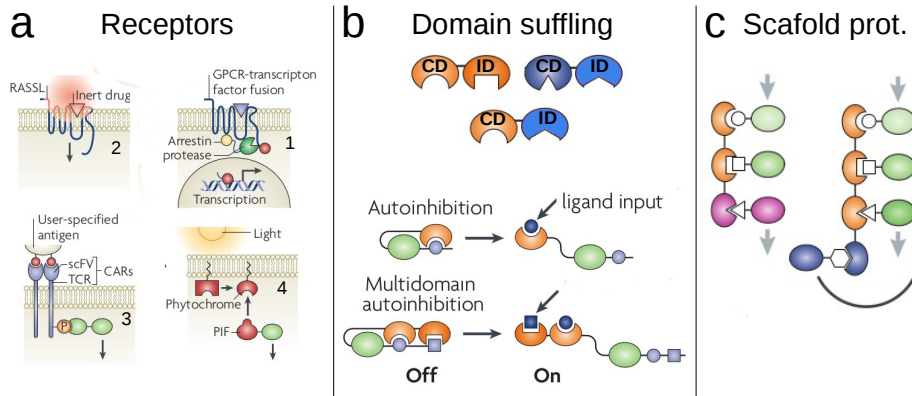 a Receptors
RASSL
Inert drug
2
GPCR-transcripton
factor fusion
Arrestin
protease
1
Transcription
User-specified
antigen
scFV
TCR
CARs
P
3
Light
Phytochrome
4
PIF
b Domain suffling
CD ID CD ID
CD ID
Autoinhibition
ligand input
Multidomain
autoinhibition
Off On
c Scafold prot.